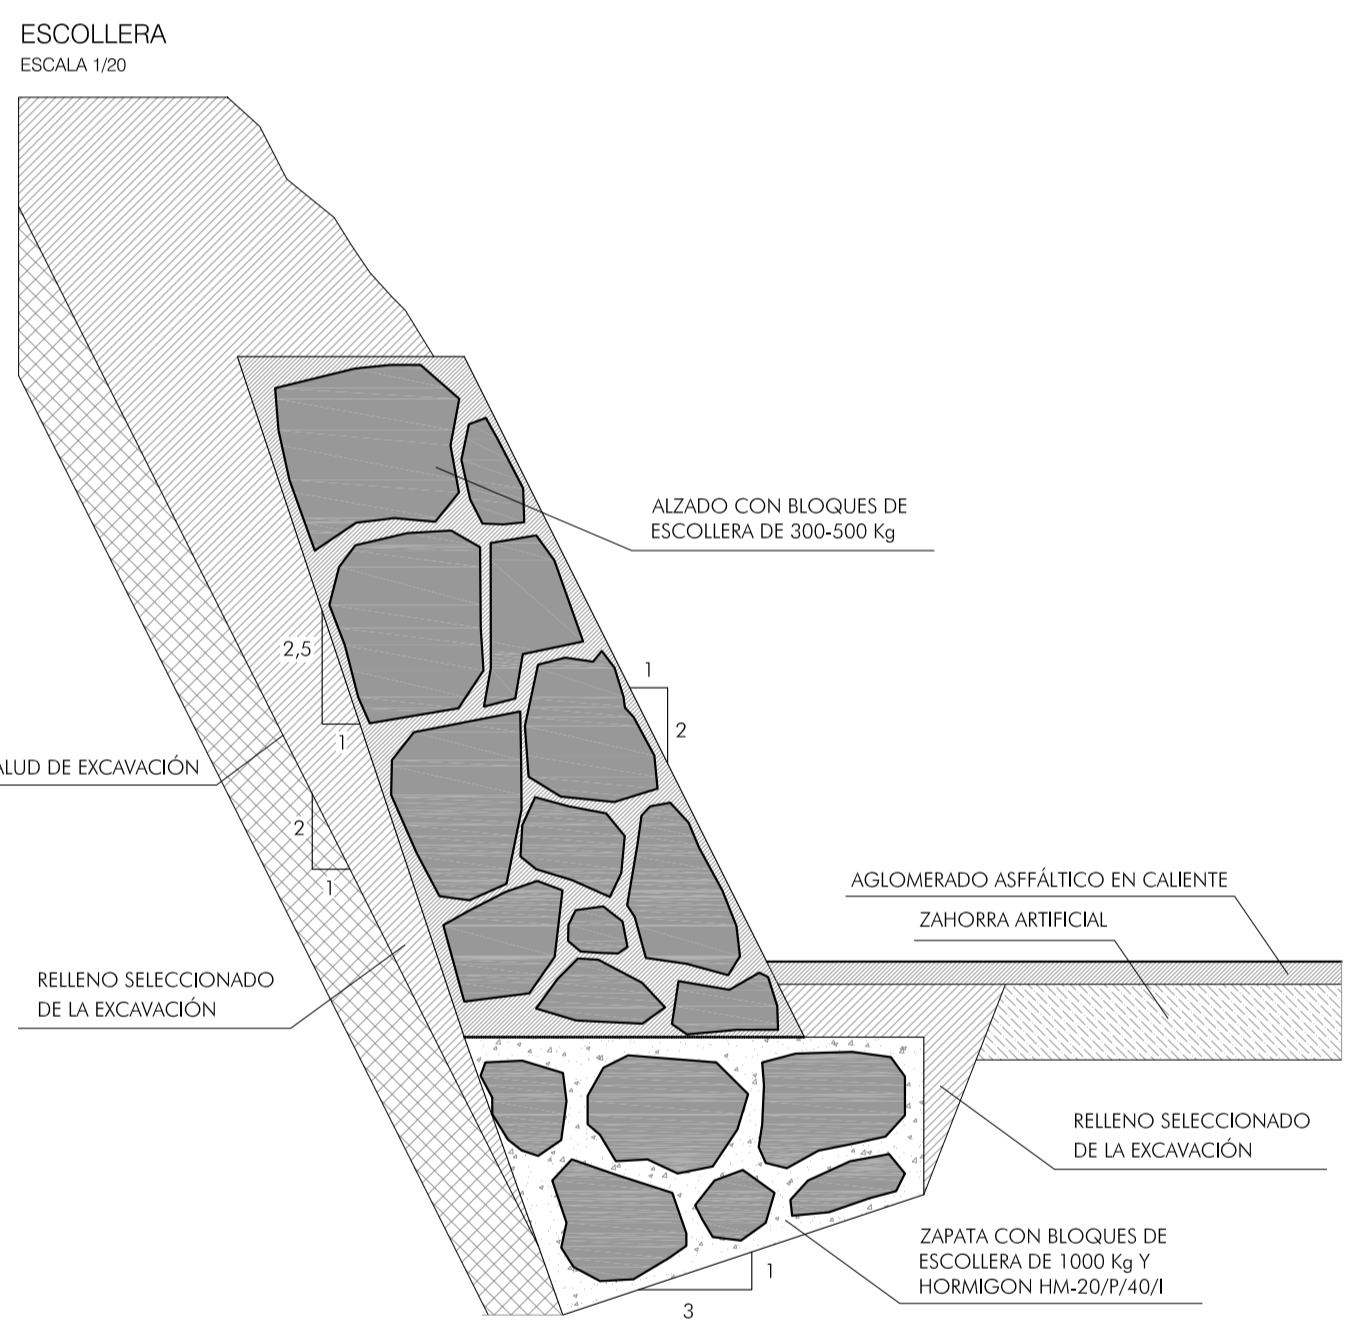 ESCOLLERA
ESCALA 1/20
ALZADO CON BLOQUES DE
ESCOLLERA DE 300-500 Kg
2,5
1
1
2
ALUD DE EXCAVACIÓN
2
1
AGLOMERADO ASFFÁLTICO EN CALIENTE
ZAHORRA ARTIFICIAL
RELLENO SELECCIONADO
DE LA EXCAVACIÓN
RELLENO SELECCIONADO
DE LA EXCAVACIÓN
ZAPATA CON BLOQUES DE
ESCOLLERA DE 1000 Kg Y
HORMIGON HM-20/P/40/I
1
3